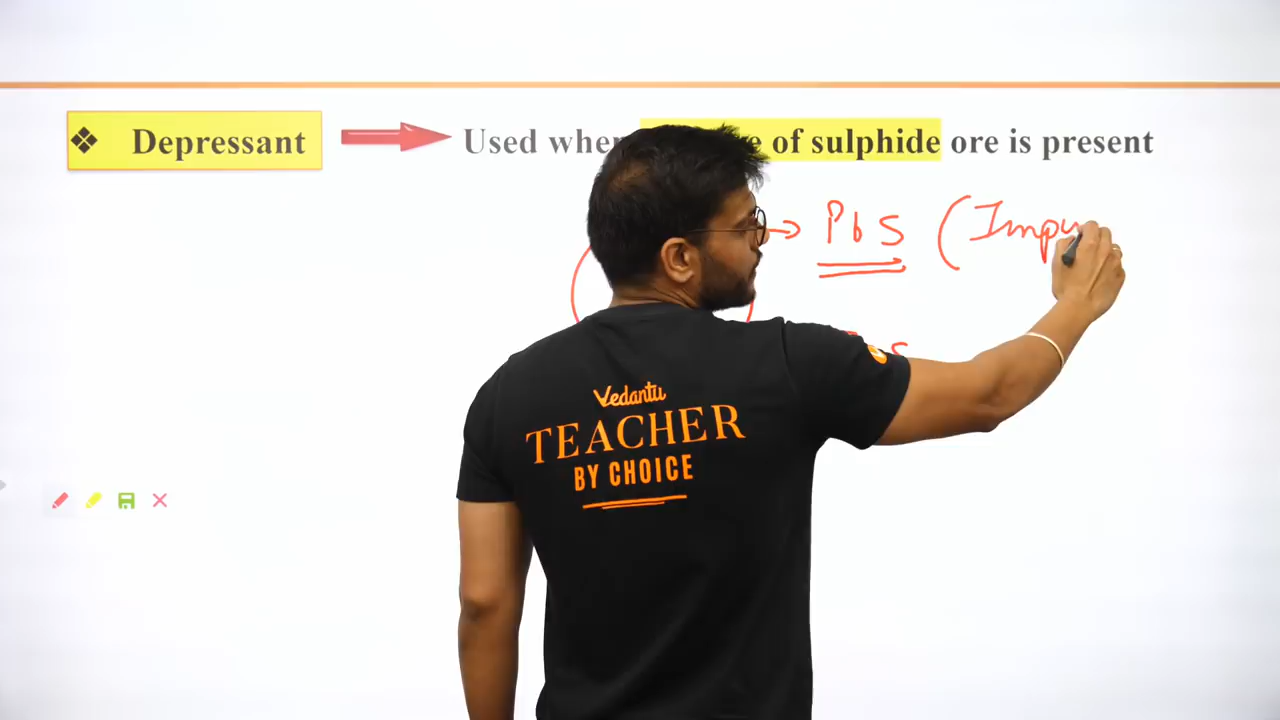 ❖ Depressant Used when of sulphide ore is present
→ PbS (Impu
S
Vedantu
TEACHER
BY CHOICE